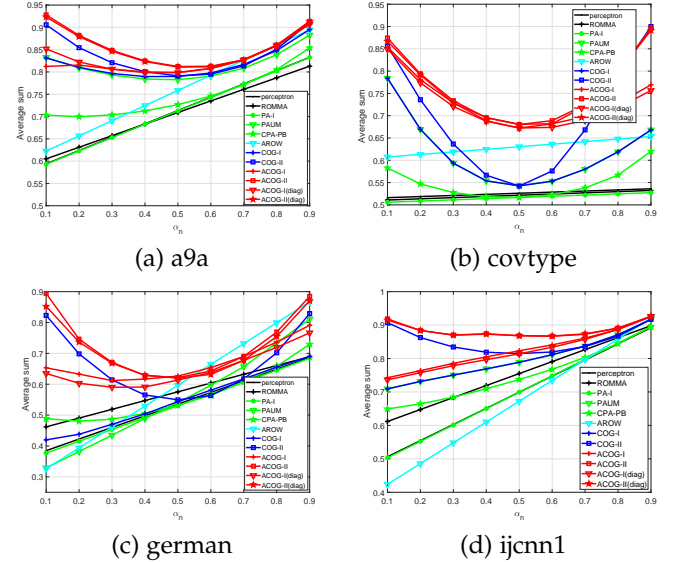 0.95
0.9
0.85
0.8
0.75
0.7
0.65
0.6
0.55
0.5
Average sum
perceptron
ROMMA
PA-I
PAUM
CPA-PB
AROW
COG-I
COG-II
ACOG-I
ACOG-II
ACOG-I(diag)
ACOG-II(diag)
0.1 0.2 0.3 0.4 0.5 0.6 0.7 0.8 0.9
αn
(a) a9a
0.95
0.9
0.85
0.8
0.75
0.7
0.65
0.6
0.55
0.5
Average sum
perceptron
ROMMA
PA-I
PAUM
CPA-PB
AROW
COG-I
COG-II
ACOG-I
ACOG-II
ACOG-I(diag)
ACOG-II(diag)
0.1 0.2 0.3 0.4 0.5 0.6 0.7 0.8 0.9
αn
(b) covtype
0.9
0.8
0.7
0.6
0.5
0.4
0.3
Average sum
perceptron
ROMMA
PA-I
PAUM
CPA-PB
AROW
COG-I
COG-II
ACOG-I
ACOG-II
ACOG-I(diag)
ACOG-II(diag)
0.1 0.2 0.3 0.4 0.5 0.6 0.7 0.8 0.9
αn
(c) german
1
0.9
0.8
0.7
0.6
0.5
0.4
Average sum
perceptron
ROMMA
PA-I
PAUM
CPA-PB
AROW
COG-I
COG-II
ACOG-I
ACOG-II
ACOG-I(diag)
ACOG-II(diag)
0.1 0.2 0.3 0.4 0.5 0.6 0.7 0.8 0.9
αn
(d) ijcnn1